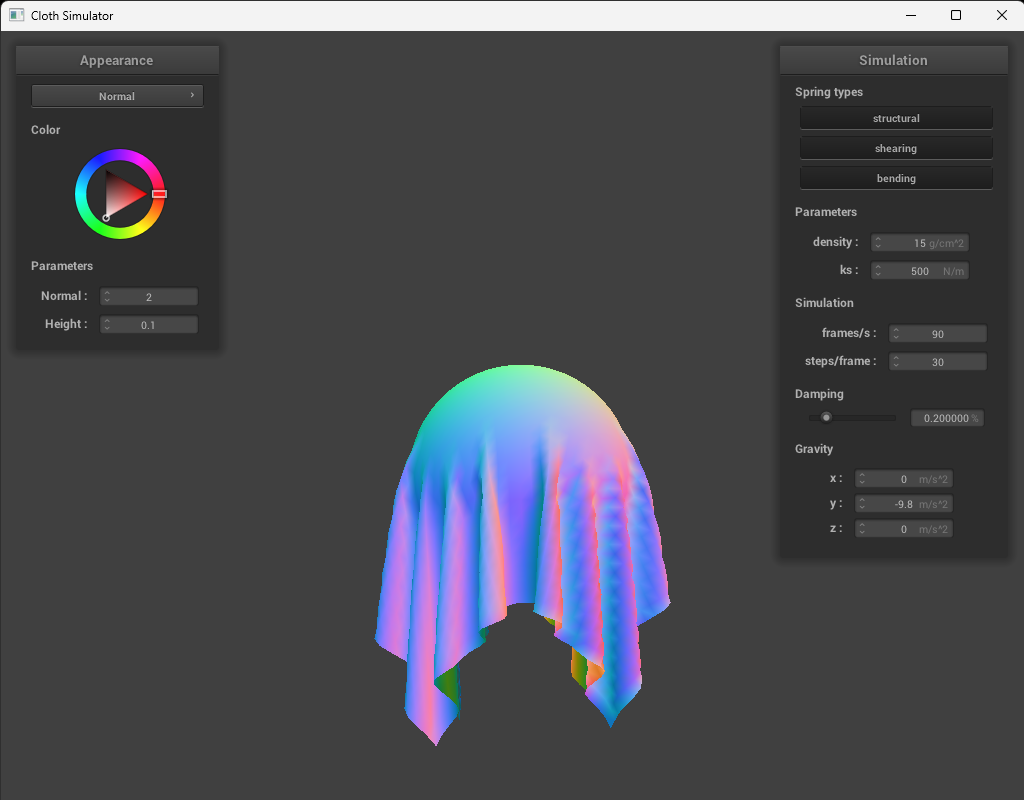 Cloth Simulator
Appearance
Normal
Color
Parameters
Normal : 2
Height : 0.1
Simulation
Spring types
structural
shearing
bending
Parameters
density : 15 g/cm^2
ks : 500 N/m
Simulation
frames/s : 90
steps/frame : 30
Damping
0.200000 %
Gravity
x : 0 m/s^2
y : -9.8 m/s^2
z : 0 m/s^2